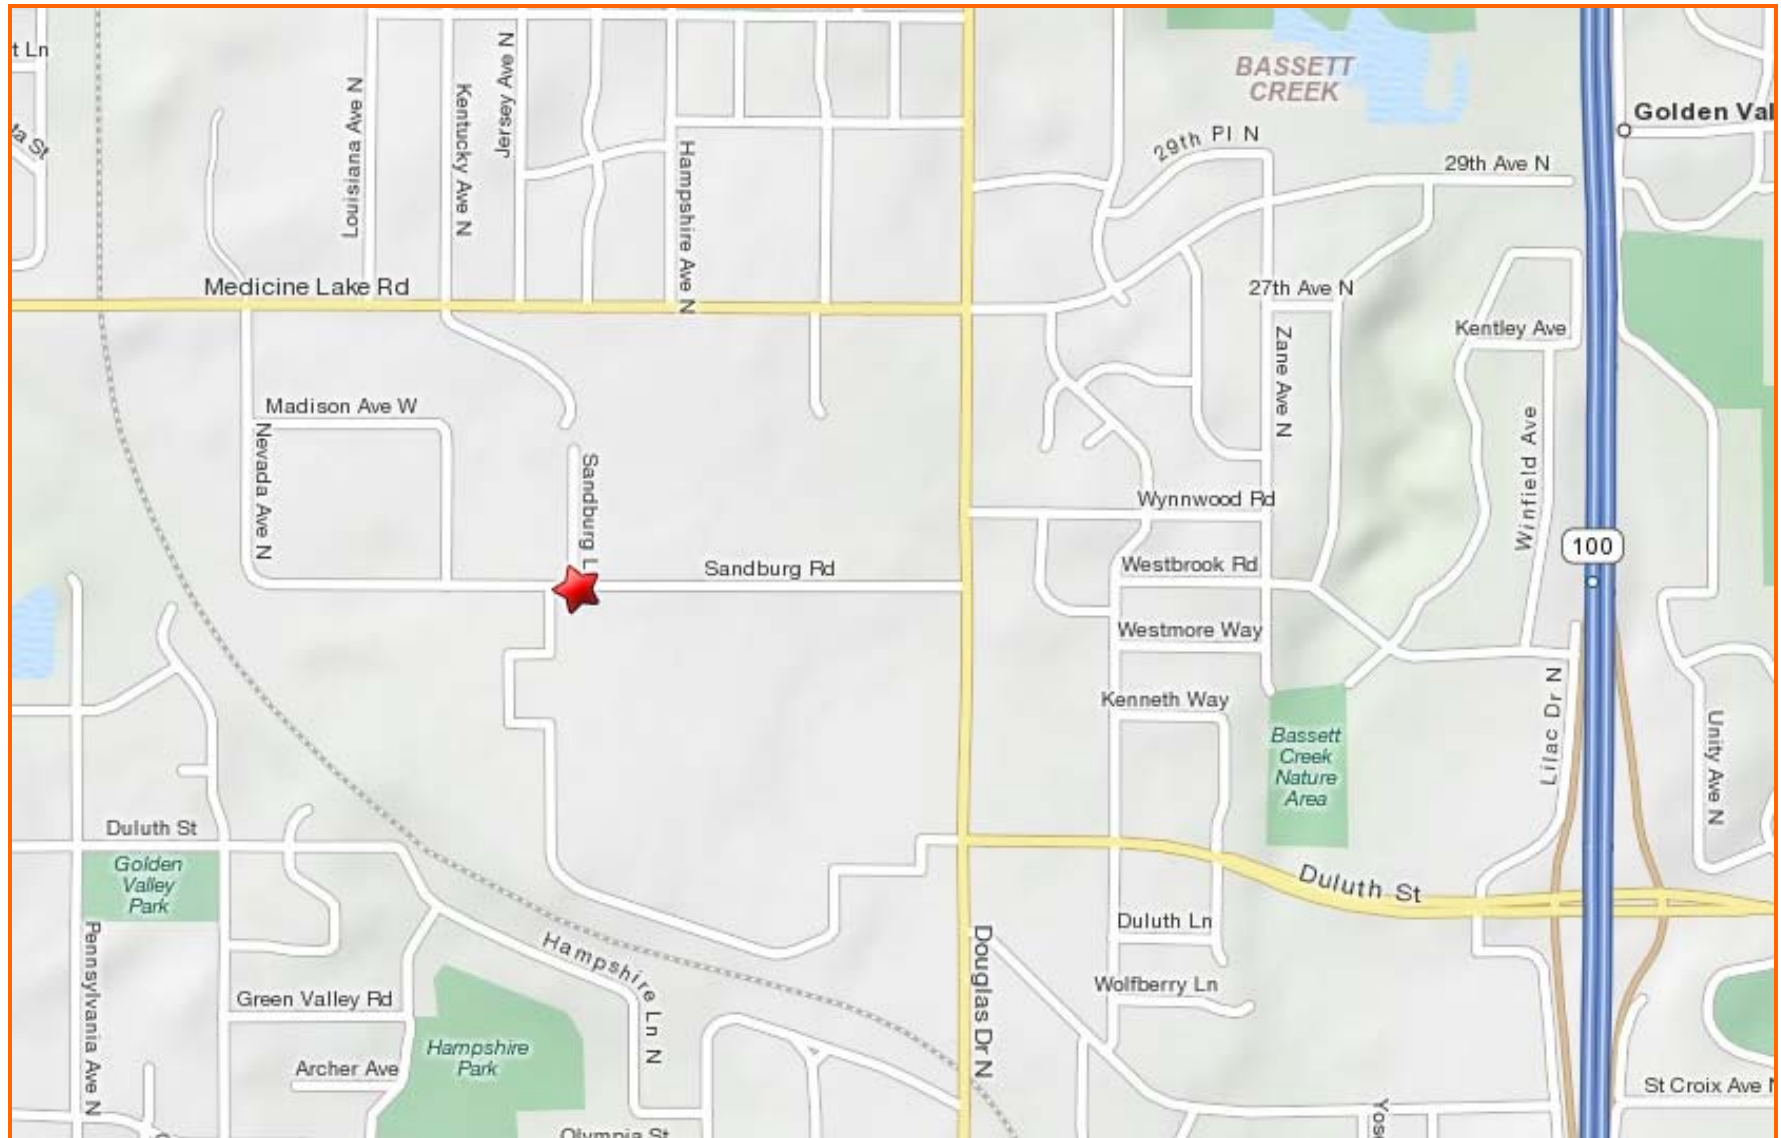 t Ln
ta St
Louisiana Ave N
Kentucky Ave N
Jersey Ave N
Hampshire Ave N
BASSETT
CREEK
Golden Val
29th Pl N
29th Ave N
Medicine Lake Rd
27th Ave N
Kentley Ave
Zane Ave N
Madison Ave W
Nevada Ave N
Sandburg L
Winfield Ave
Wynnwood Rd
100
Westbrook Rd
Sandburg Rd
Westmore Way
Kenneth Way
Lilac Dr N
Unity Ave N
Bassett
Creek
Nature
Area
Duluth St
Golden
Valley
Park
Duluth St
Duluth Ln
Pennsylvania Ave N
Hampshire Ln N
Douglas Dr N
Wolfberry Ln
Green Valley Rd
Hampshire
Park
Archer Ave
St Croix Ave N
Yose
Olympia St